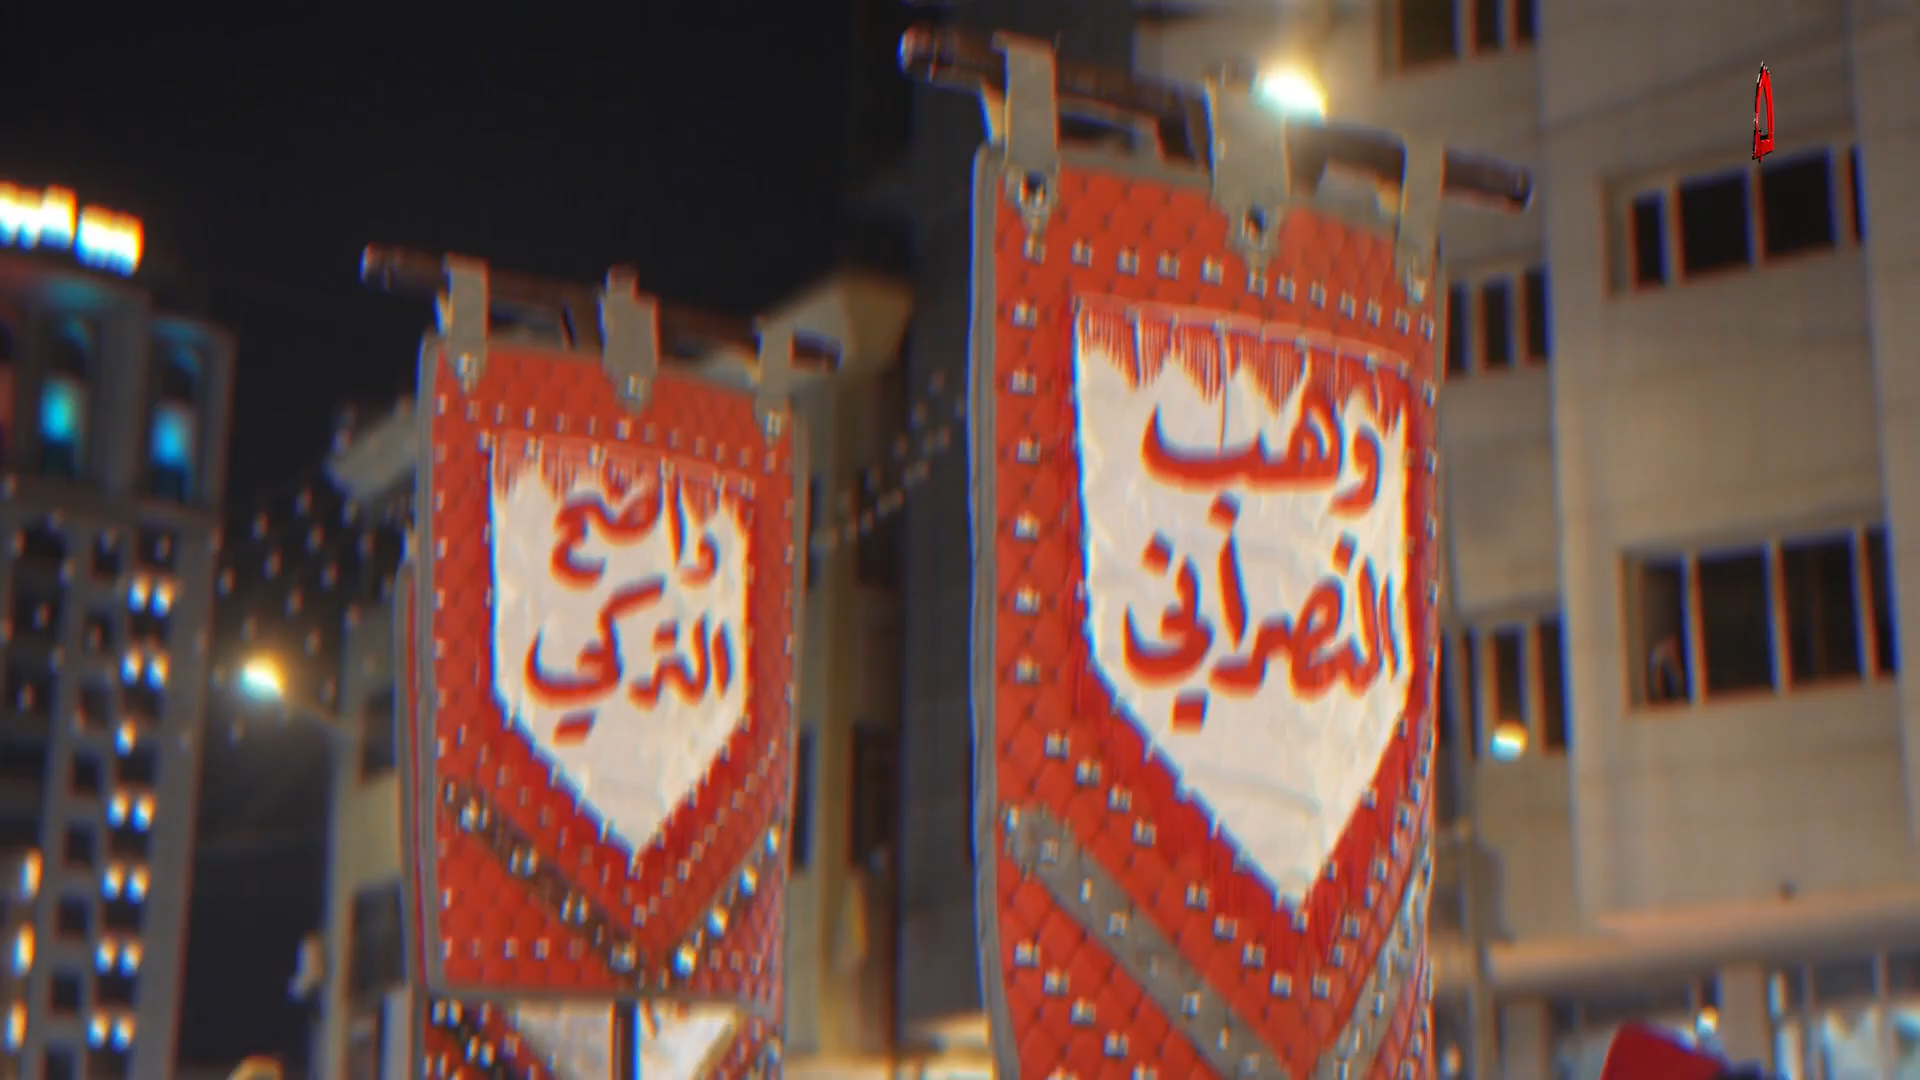 وهب
النصراني
واضح
التركي